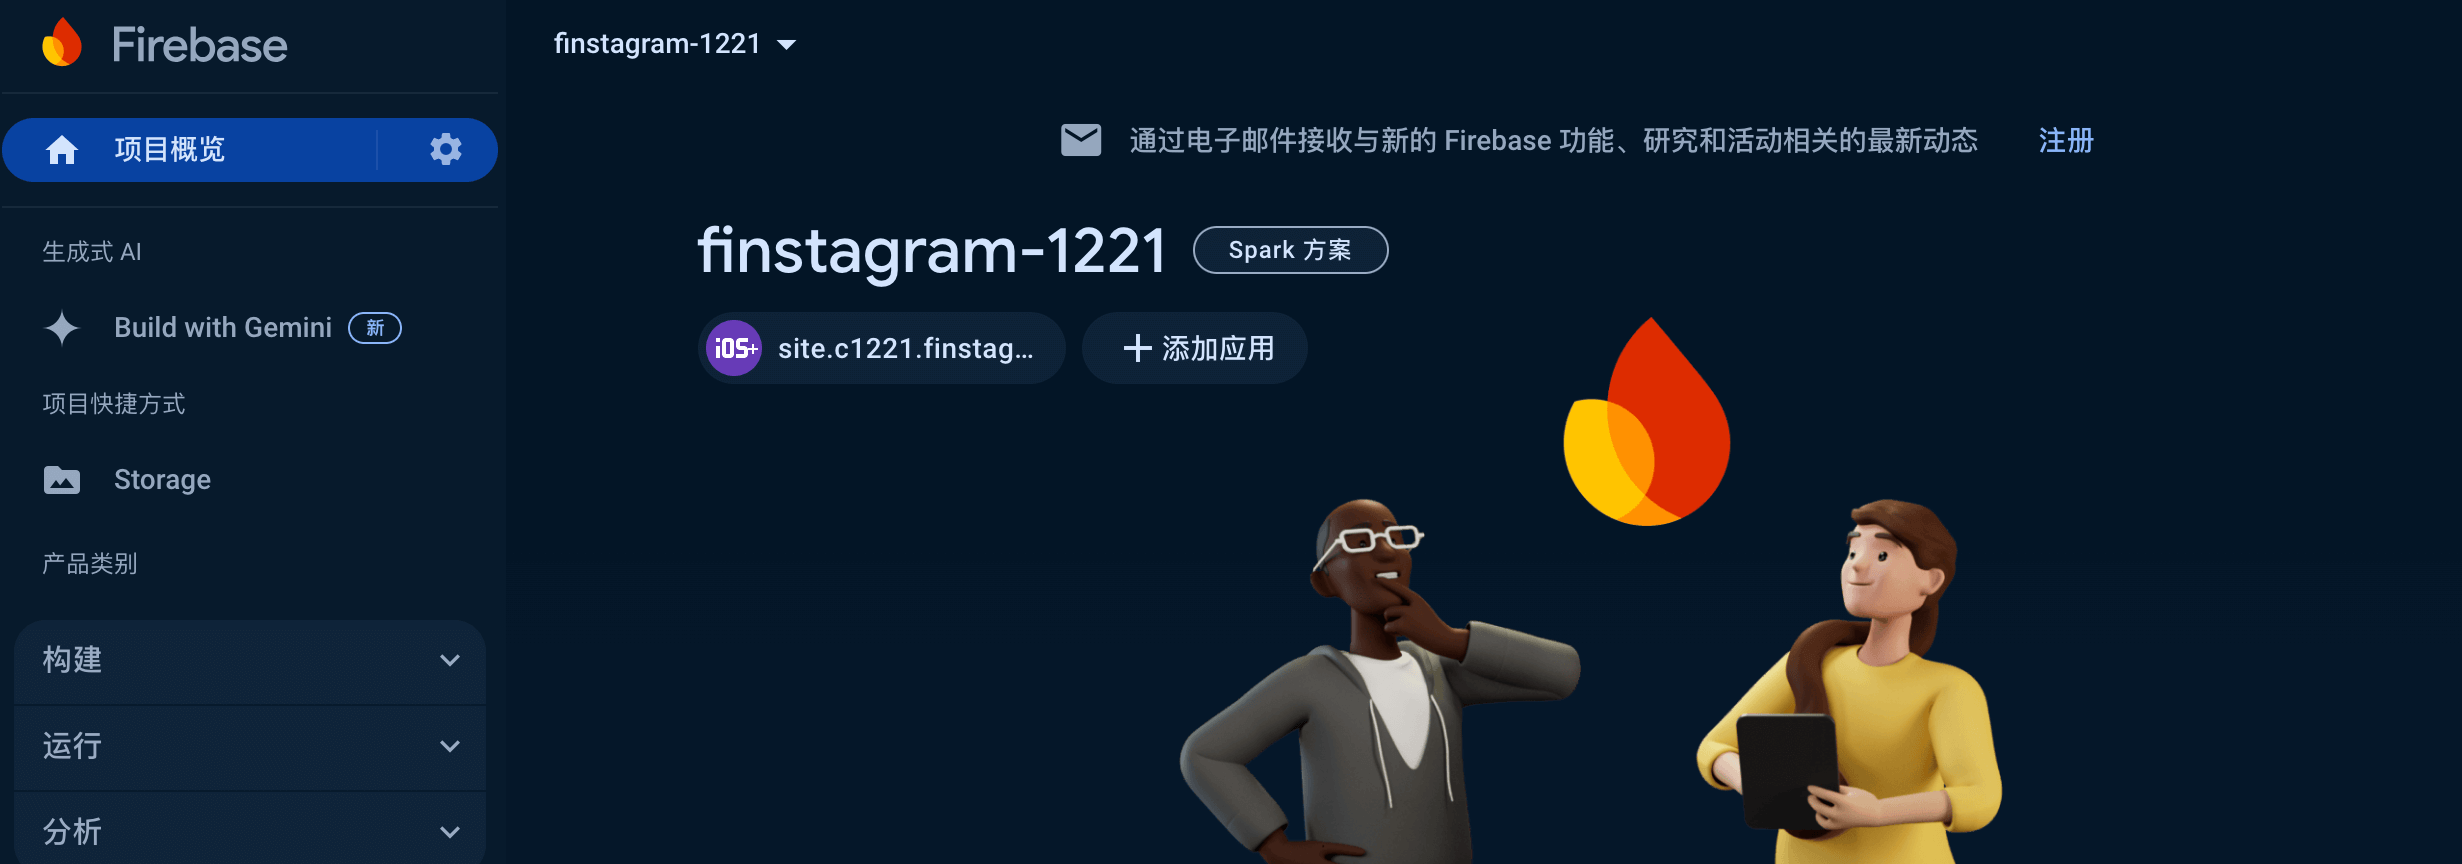 Firebase
finstagram-1221
项目概览
通过电子邮件接收与新的 Firebase 功能、研究和活动相关的最新动态 注册
finstagram-1221 Spark 方案
iOS+ site.c1221.finstag... 添加应用
生成式 AI
Build with Gemini 新
项目快捷方式
Storage
产品类别
构建
运行
分析